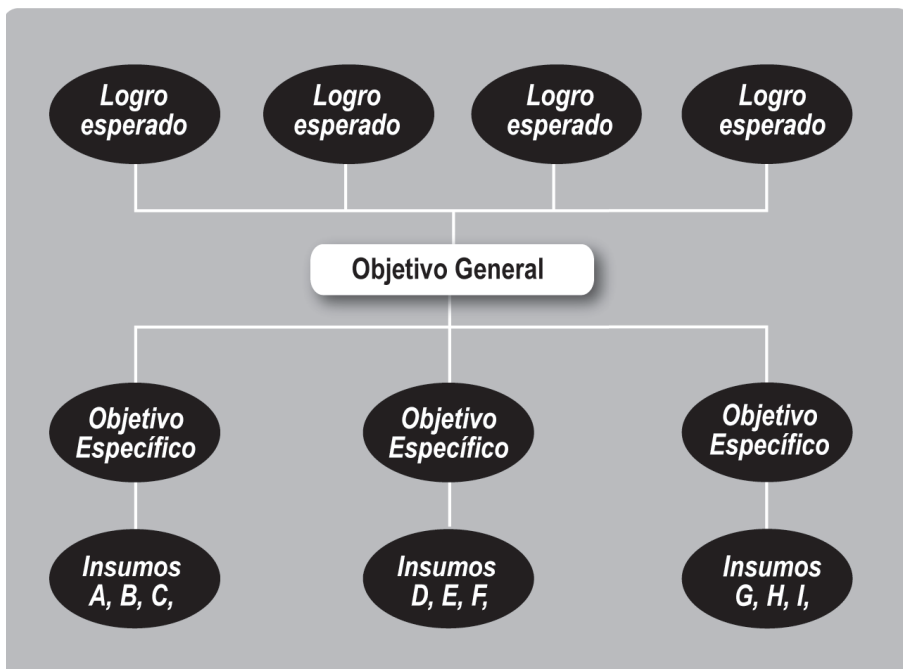 Logro
esperado
Logro
esperado
Logro
esperado
Logro
esperado
Objetivo General
Objetivo
Específico
Objetivo
Específico
Objetivo
Específico
Insumos
A, B, C,
Insumos
D, E, F,
Insumos
G, H, I,